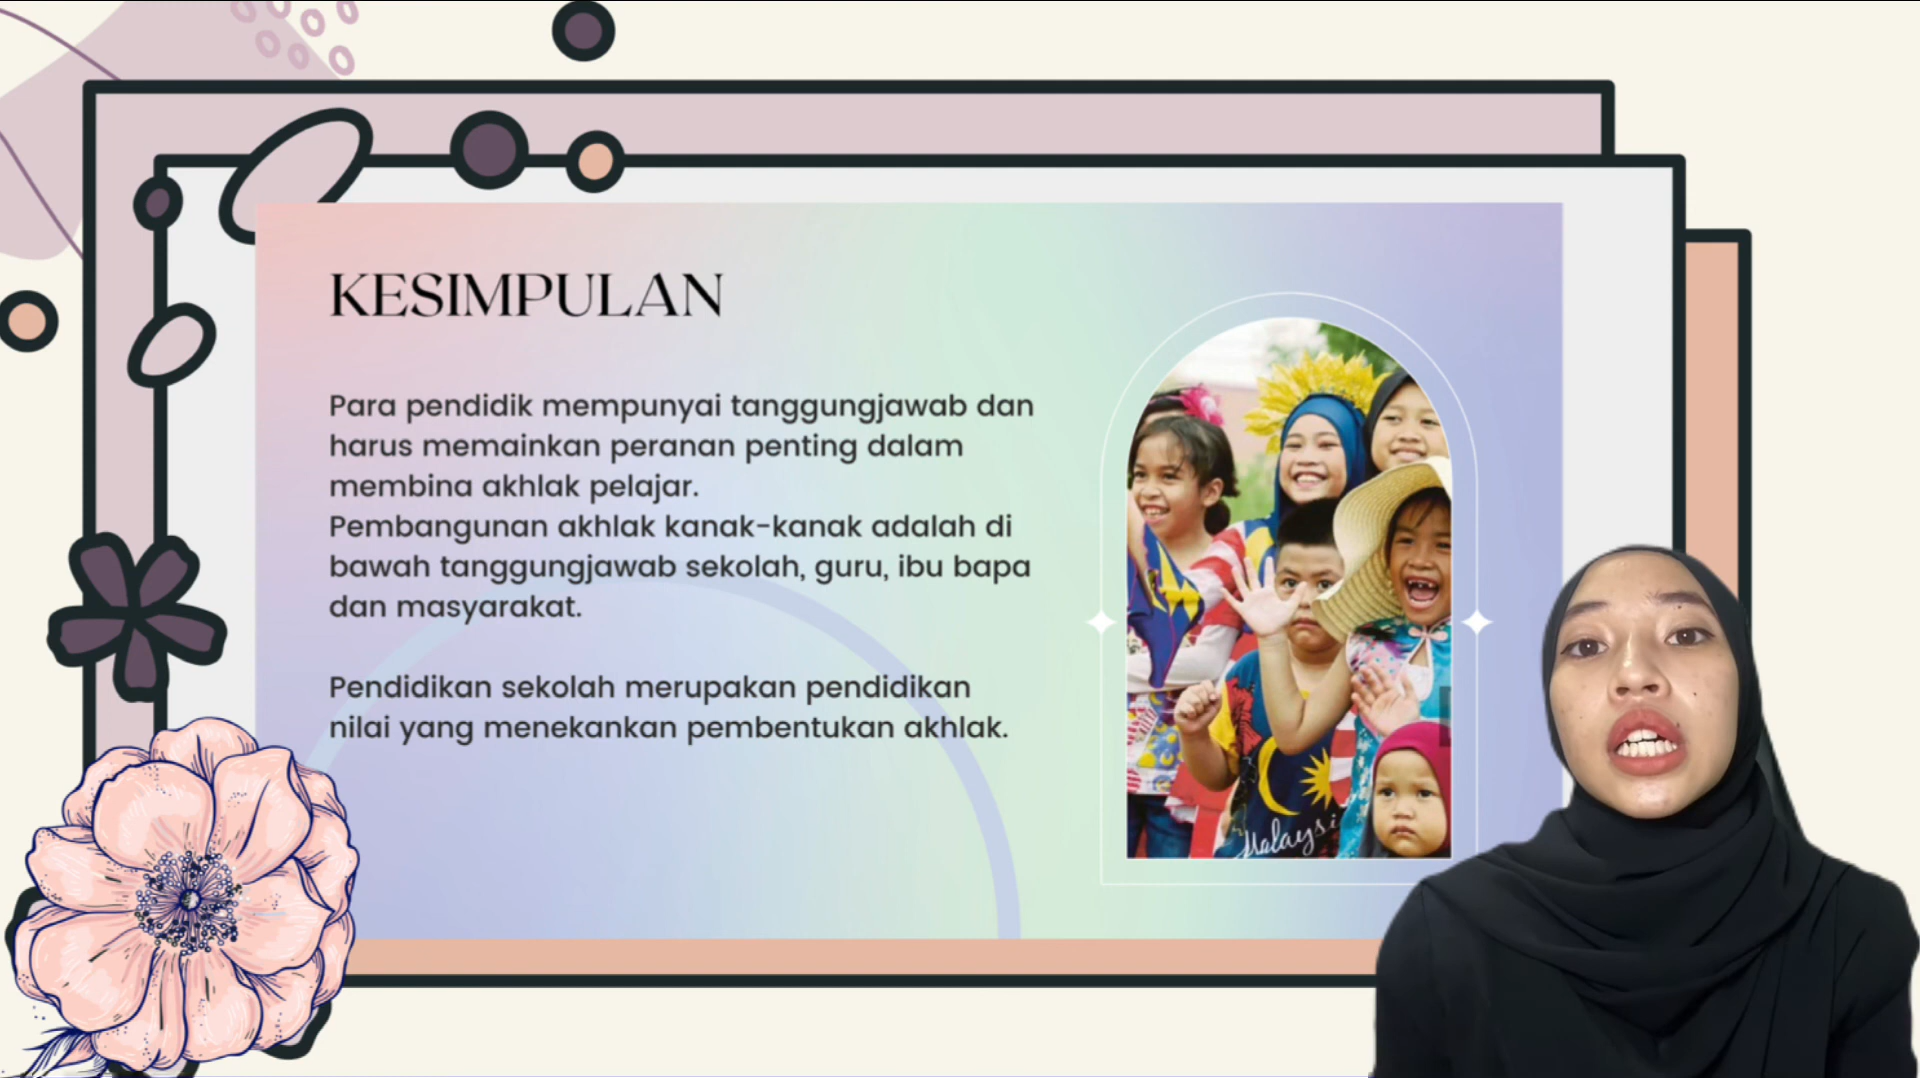 KESIMPULAN
Para pendidik mempunyai tanggungjawab dan
harus memainkan peranan penting dalam
membina akhlak pelajar.
Pembangunan akhlak kanak-kanak adalah di
bawah tanggungjawab sekolah, guru, ibu bapa
dan masyarakat.
Pendidikan sekolah merupakan pendidikan
nilai yang menekankan pembentukan akhlak.
Malaysi